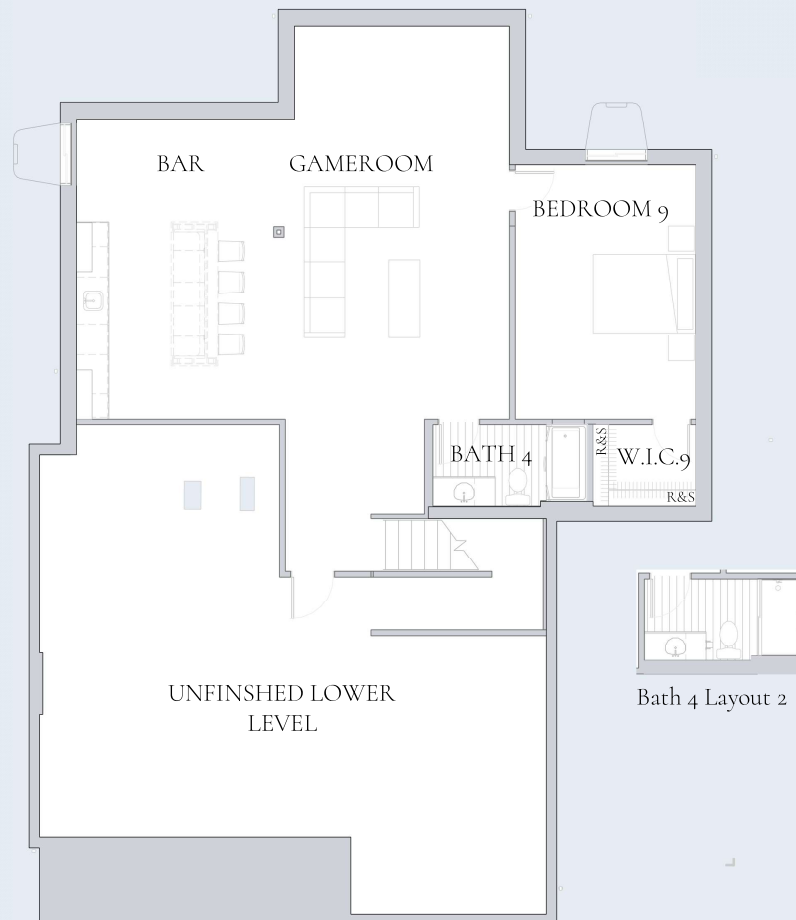 BAR
GAMEROOM
BEDROOM 9
BATH 4
R&S
W.I.C.9
R&S
UNFINSHED LOWER
LEVEL
Bath 4 Layout 2